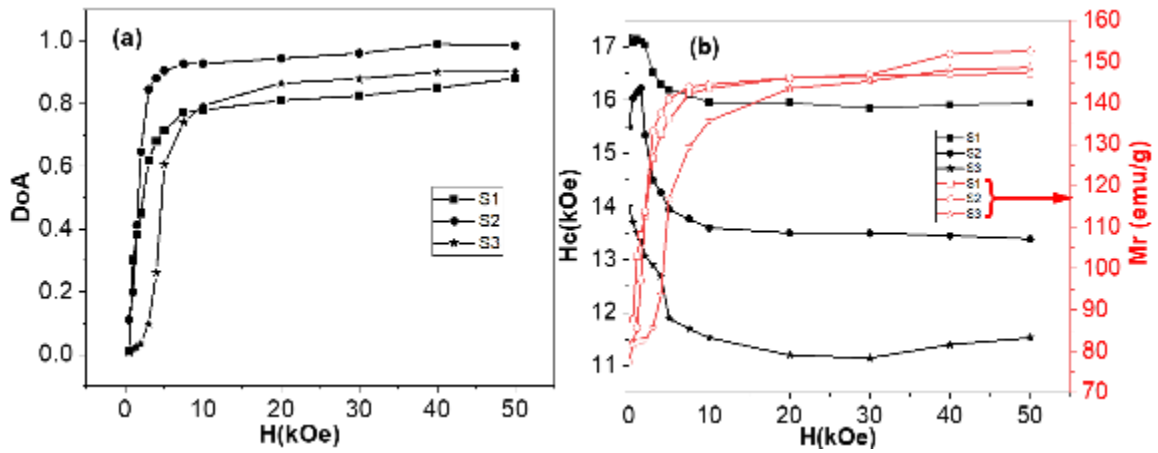 (a)
1.0
0.8
0.6
0.4
0.2
0.0
DoA
0 10 20 30 40 50
H(kOe)
S1
S2
S3
(b)
17
16
15
14
13
12
11
Hc(kOe)
0 10 20 30 40 50
H(kOe)
S1
S2
S3
S1
S2
S3
160
150
140
130
120
110
100
90
80
70
Mr (emu/g)